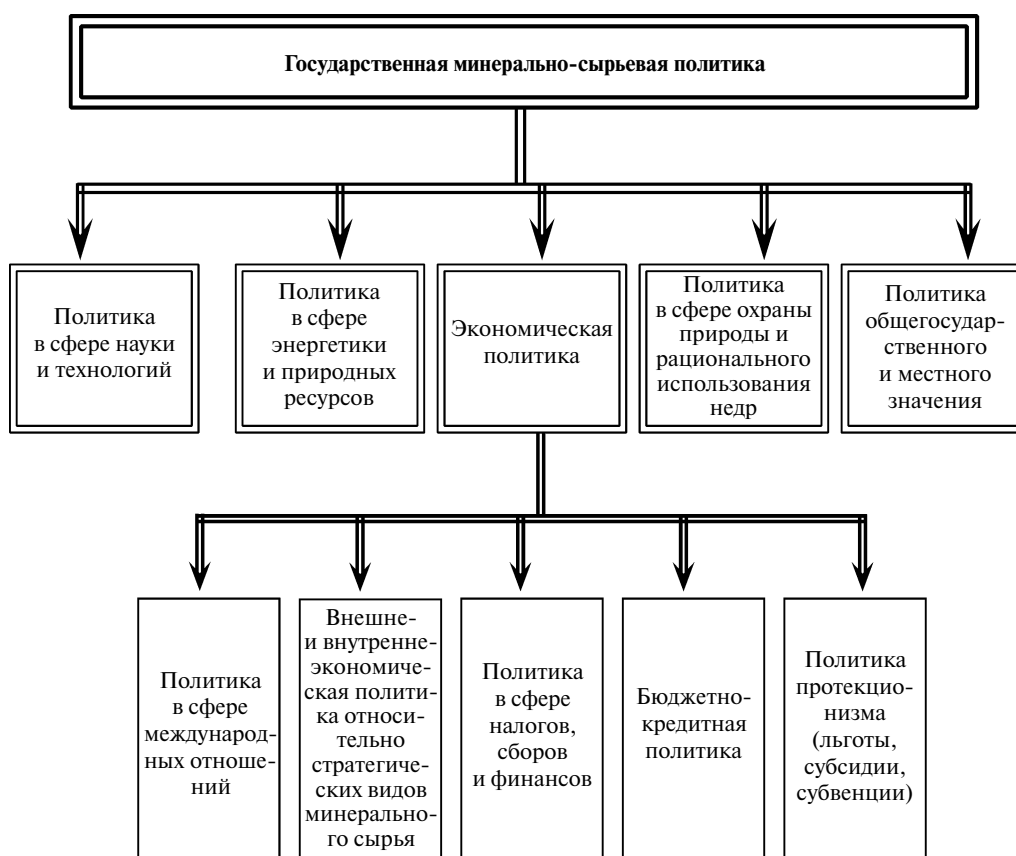 Государственная минерально-сырьевая политика
Политика
в сфере науки
и технологий
Политика
в сфере
энергетики
и природных
ресурсов
Экономическая
политика
Политика
в сфере охраны
природы и
рационального
использования
недр
Политика
общегосудар-
ственного
и местного
значения
Политика
в сфере
международ-
ных отноше-
ний
Внешне-
и внутренне-
экономиче-
ская полити-
ка относи-
тельно
стратегиче-
ских видов
минерально-
го сырья
Политика
в сфере
налогов,
сборов
и финансов
Бюджетно-
кредитная
политика
Политика
протекцио-
низма
(льготы,
субсидии,
субвенции)